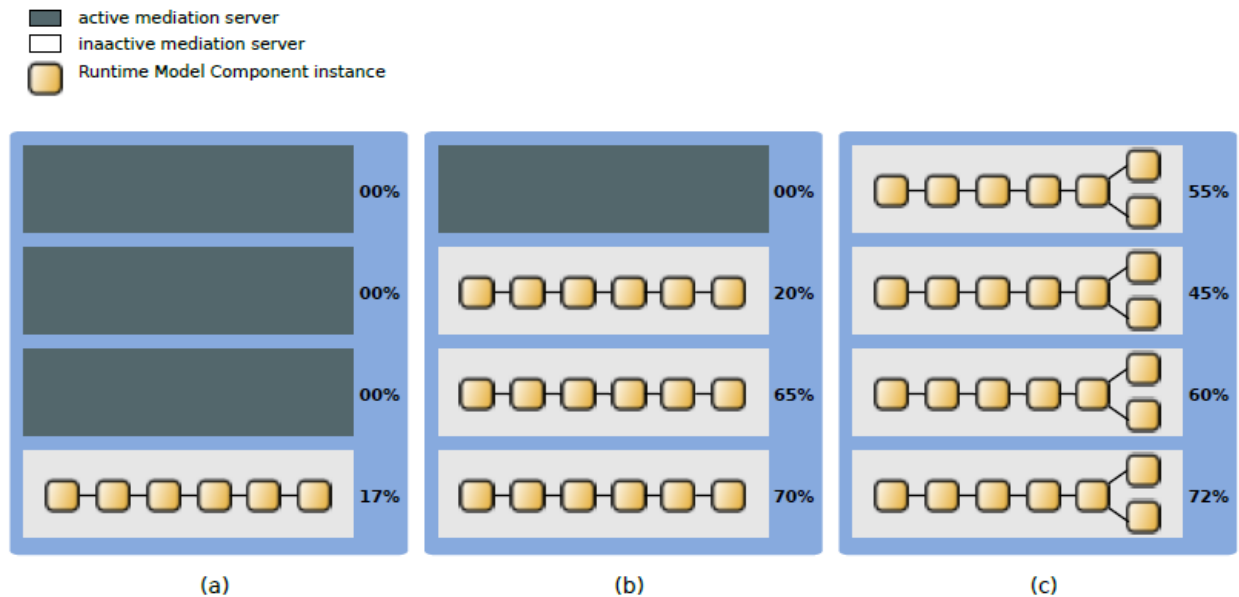 active mediation server
inaactive mediation server
Runtime Model Component instance
00%
00%
00%
17%
(a)
00%
20%
65%
70%
(b)
55%
45%
60%
72%
(c)